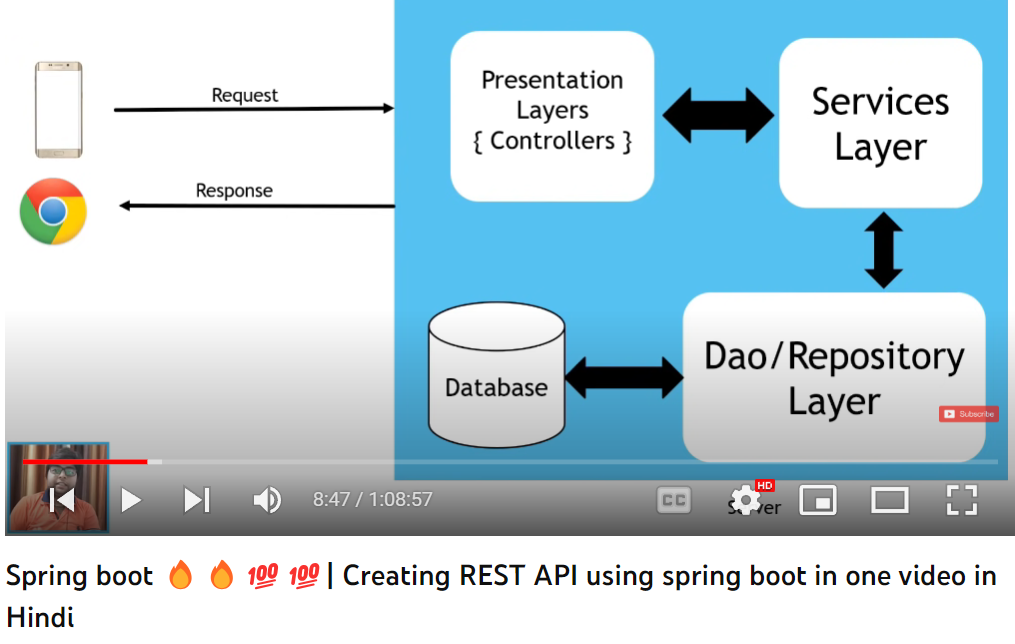 Request
Response
Presentation
Layers
{ Controllers }
Services
Layer
Database
Dao/Repository
Layer
Subscribe
8:47 / 1:08:57
CC
HD
Server
Spring boot 🔥 🔥 💯 💯 | Creating REST API using spring boot in one video in
Hindi